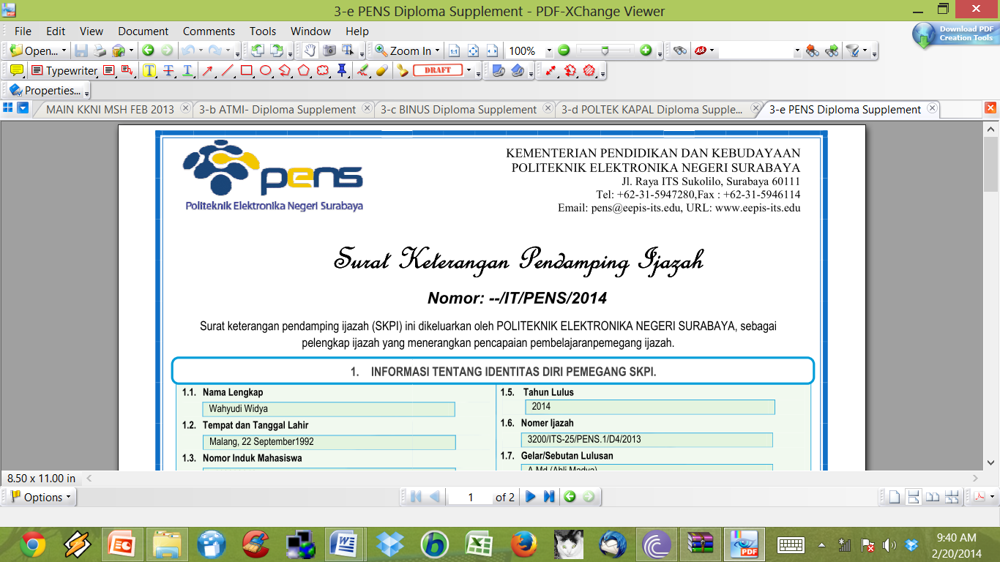 3-e PENS Diploma Supplement - PDF-XChange Viewer
File Edit View Document Comments Tools Window Help
Download PDF
Creation Tools
Open... Zoom In 1:1 100%
Typewriter T T T DRAFT
Properties...
MAIN KKNI MSH FEB 2013 3-b ATMI- Diploma Supplement 3-c BINUS Diploma Supplement 3-d POLTEK KAPAL Diploma Supple... 3-e PENS Diploma Supplement
pens
Politeknik Elektronika Negeri Surabaya
KEMENTERIAN PENDIDIKAN DAN KEBUDAYAAN
POLITEKNIK ELEKTRONIKA NEGERI SURABAYA
Jl. Raya ITS Sukolilo, Surabaya 60111
Tel: +62-31-5947280,Fax : +62-31-5946114
Email: pens@eepis-its.edu, URL: www.eepis-its.edu
Surat Keterangan Pendamping Ijazah
Nomor: --/IT/PENS/2014
Surat keterangan pendamping ijazah (SKPI) ini dikeluarkan oleh POLITEKNIK ELEKTRONIKA NEGERI SURABAYA, sebagai
pelengkap ijazah yang menerangkan pencapaian pembelajaranpemegang ijazah.
1. INFORMASI TENTANG IDENTITAS DIRI PEMEGANG SKPI.
1.1. Nama Lengkap
Wahyudi Widya
1.2. Tempat dan Tanggal Lahir
Malang, 22 September1992
1.3. Nomor Induk Mahasiswa
1.5. Tahun Lulus
2014
1.6. Nomer Ijazah
3200/ITS-25/PENS.1/D4/2013
1.7. Gelar/Sebutan Lulusan
A.Md (Ahli Madya)
8.50 x 11.00 in
Options 1 of 2
PDF
9:40 AM
2/20/2014